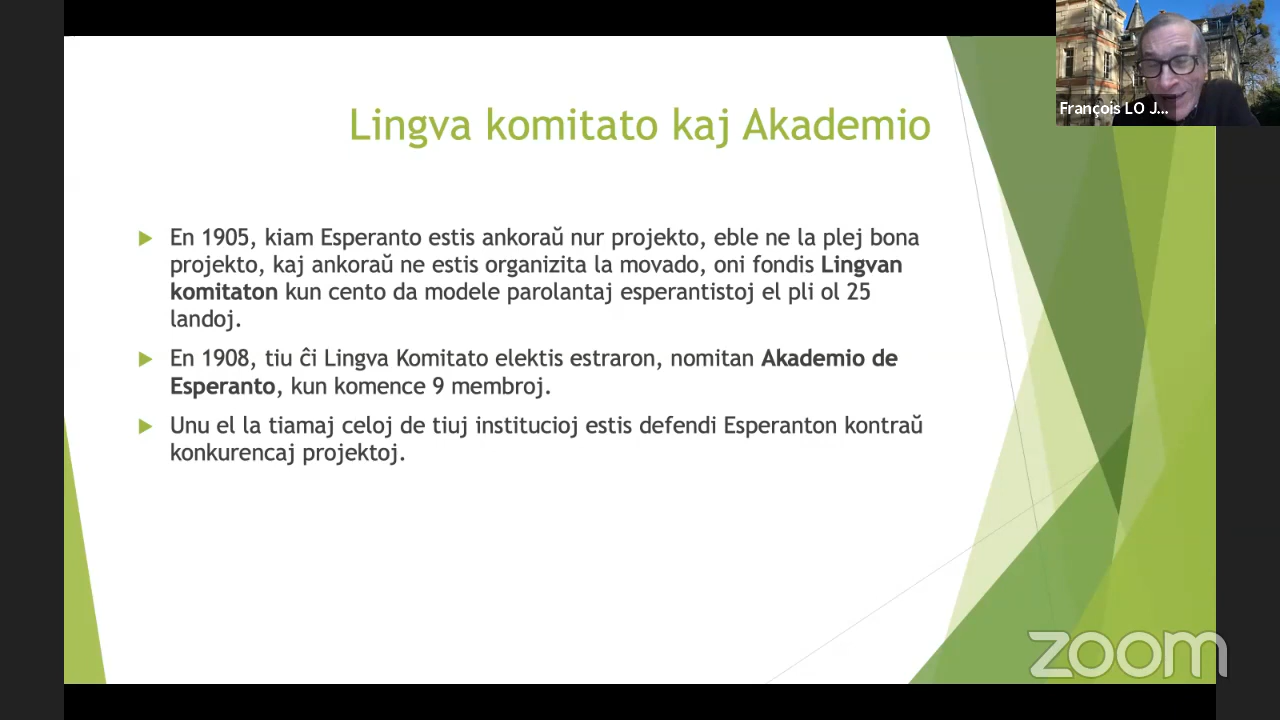 François LO J...
Lingva komitato kaj Akademio
En 1905, kiam Esperanto estis ankoraŭ nur projekto, eble ne la plej bona
projekto, kaj ankoraŭ ne estis organizita la movado, oni fondis Lingvan
komitaton kun cento da modele parolantaj esperantistoj el pli ol 25
landoj.
En 1908, tiu ĉi Lingva Komitato elektis estraron, nomitan Akademio de
Esperanto, kun komence 9 membroj.
Unu el la tiamaj celoj de tiuj institucioj estis defendi Esperanton kontraŭ
konkurencaj projektoj.
zoom